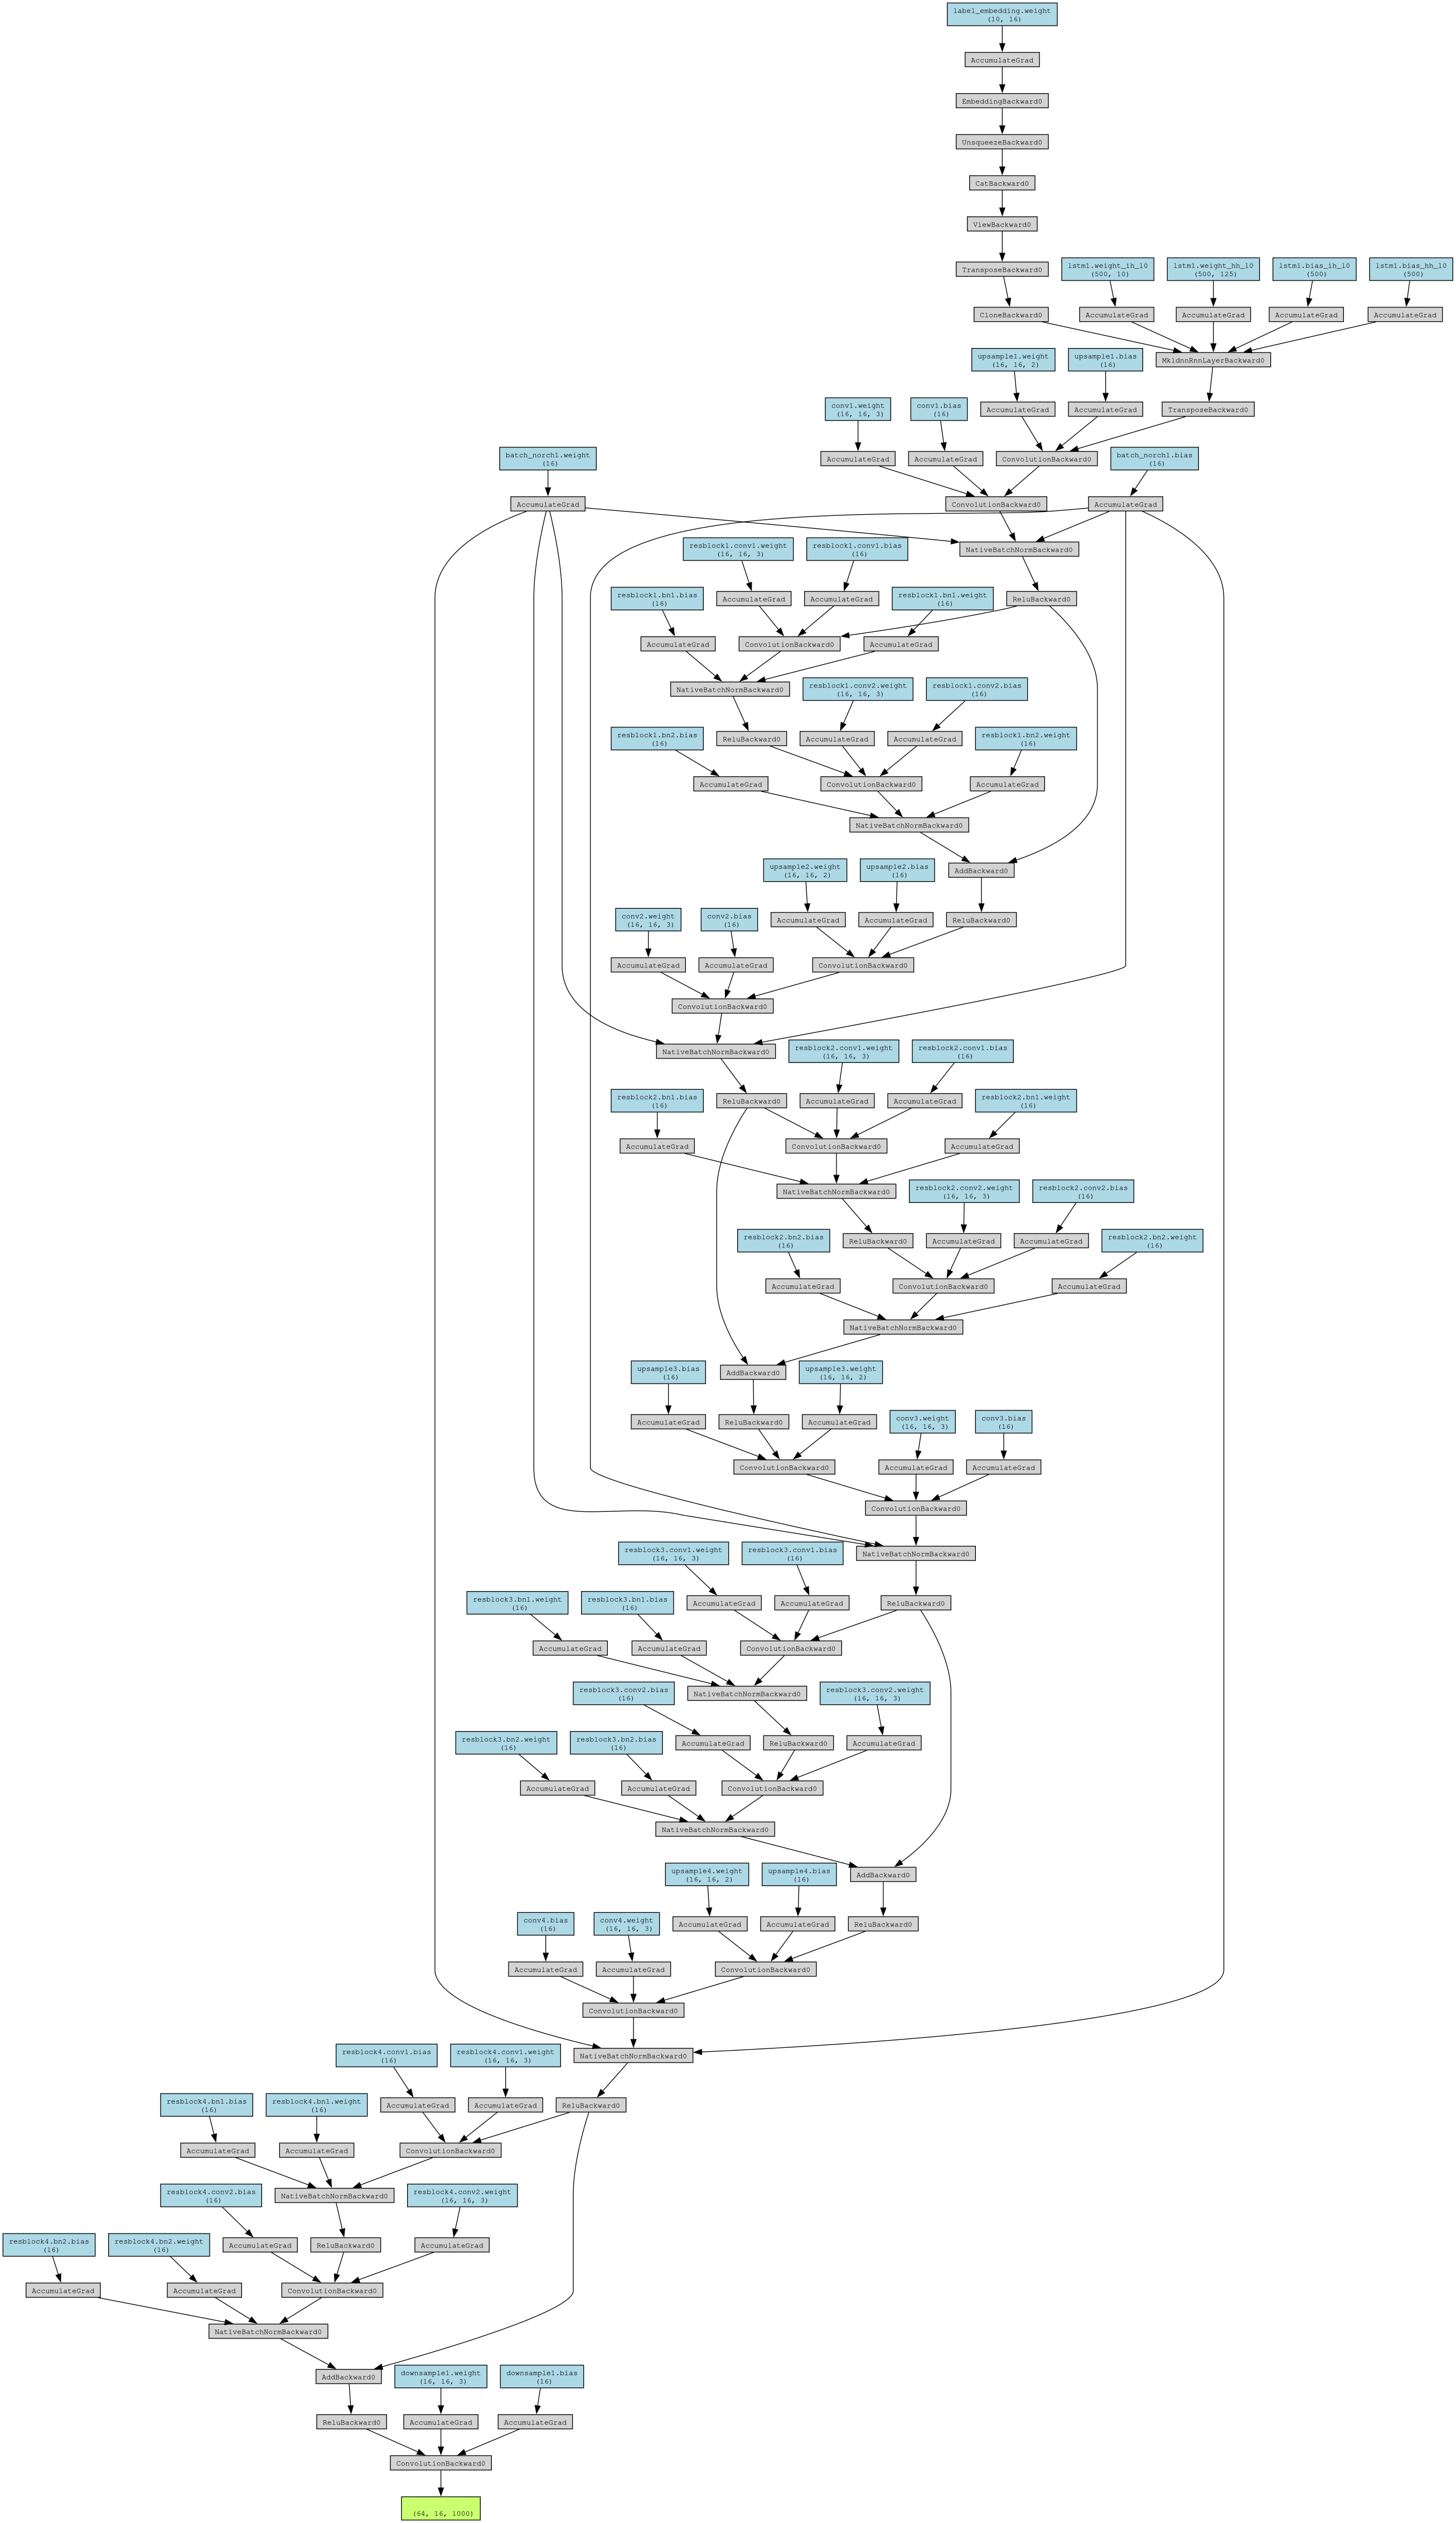 label_embedding.weight
(10, 16)
AccumulateGrad
EmbeddingBackward0
UnsqueezeBackward0
CatBackward0
ViewBackward0
TransposeBackward0
lstm1.weight_ih_l0
(500, 10)
lstm1.weight_hh_l0
(500, 125)
lstm1.bias_ih_l0
(500)
lstm1.bias_hh_l0
(500)
CloneBackward0
AccumulateGrad
AccumulateGrad
AccumulateGrad
AccumulateGrad
upsample1.weight
(16, 16, 2)
upsample1.bias
(16)
MkldnnRnnLayerBackward0
conv1.weight
(16, 16, 3)
conv1.bias
(16)
AccumulateGrad
AccumulateGrad
TransposeBackward0
batch_norch1.weight
(16)
AccumulateGrad
AccumulateGrad
ConvolutionBackward0
batch_norch1.bias
(16)
AccumulateGrad
ConvolutionBackward0
AccumulateGrad
resblock1.conv1.weight
(16, 16, 3)
resblock1.conv1.bias
(16)
NativeBatchNormBackward0
resblock1.bn1.bias
(16)
AccumulateGrad
AccumulateGrad
resblock1.bn1.weight
(16)
ReluBackward0
AccumulateGrad
ConvolutionBackward0
AccumulateGrad
NativeBatchNormBackward0
resblock1.conv2.weight
(16, 16, 3)
resblock1.conv2.bias
(16)
resblock1.bn2.bias
(16)
ReluBackward0
AccumulateGrad
AccumulateGrad
resblock1.bn2.weight
(16)
AccumulateGrad
ConvolutionBackward0
AccumulateGrad
NativeBatchNormBackward0
upsample2.weight
(16, 16, 2)
upsample2.bias
(16)
AddBackward0
conv2.weight
(16, 16, 3)
conv2.bias
(16)
AccumulateGrad
AccumulateGrad
ReluBackward0
AccumulateGrad
AccumulateGrad
ConvolutionBackward0
ConvolutionBackward0
NativeBatchNormBackward0
resblock2.conv1.weight
(16, 16, 3)
resblock2.conv1.bias
(16)
resblock2.bn1.bias
(16)
ReluBackward0
AccumulateGrad
AccumulateGrad
resblock2.bn1.weight
(16)
AccumulateGrad
ConvolutionBackward0
AccumulateGrad
NativeBatchNormBackward0
resblock2.conv2.weight
(16, 16, 3)
resblock2.conv2.bias
(16)
resblock2.bn2.bias
(16)
ReluBackward0
AccumulateGrad
AccumulateGrad
resblock2.bn2.weight
(16)
AccumulateGrad
ConvolutionBackward0
AccumulateGrad
NativeBatchNormBackward0
upsample3.bias
(16)
AddBackward0
upsample3.weight
(16, 16, 2)
AccumulateGrad
ReluBackward0
AccumulateGrad
conv3.weight
(16, 16, 3)
conv3.bias
(16)
ConvolutionBackward0
AccumulateGrad
AccumulateGrad
ConvolutionBackward0
resblock3.conv1.weight
(16, 16, 3)
resblock3.conv1.bias
(16)
NativeBatchNormBackward0
resblock3.bn1.weight
(16)
resblock3.bn1.bias
(16)
AccumulateGrad
AccumulateGrad
ReluBackward0
AccumulateGrad
AccumulateGrad
ConvolutionBackward0
resblock3.conv2.bias
(16)
NativeBatchNormBackward0
resblock3.conv2.weight
(16, 16, 3)
resblock3.bn2.weight
(16)
resblock3.bn2.bias
(16)
AccumulateGrad
ReluBackward0
AccumulateGrad
AccumulateGrad
AccumulateGrad
ConvolutionBackward0
NativeBatchNormBackward0
upsample4.weight
(16, 16, 2)
upsample4.bias
(16)
AddBackward0
conv4.bias
(16)
conv4.weight
(16, 16, 3)
AccumulateGrad
AccumulateGrad
ReluBackward0
AccumulateGrad
AccumulateGrad
ConvolutionBackward0
ConvolutionBackward0
resblock4.conv1.bias
(16)
resblock4.conv1.weight
(16, 16, 3)
NativeBatchNormBackward0
resblock4.bn1.bias
(16)
resblock4.bn1.weight
(16)
AccumulateGrad
AccumulateGrad
ReluBackward0
AccumulateGrad
AccumulateGrad
ConvolutionBackward0
resblock4.conv2.bias
(16)
NativeBatchNormBackward0
resblock4.conv2.weight
(16, 16, 3)
resblock4.bn2.bias
(16)
resblock4.bn2.weight
(16)
AccumulateGrad
ReluBackward0
AccumulateGrad
AccumulateGrad
AccumulateGrad
ConvolutionBackward0
NativeBatchNormBackward0
AddBackward0
downsample1.weight
(16, 16, 3)
downsample1.bias
(16)
ReluBackward0
AccumulateGrad
AccumulateGrad
ConvolutionBackward0
(64, 16, 1000)